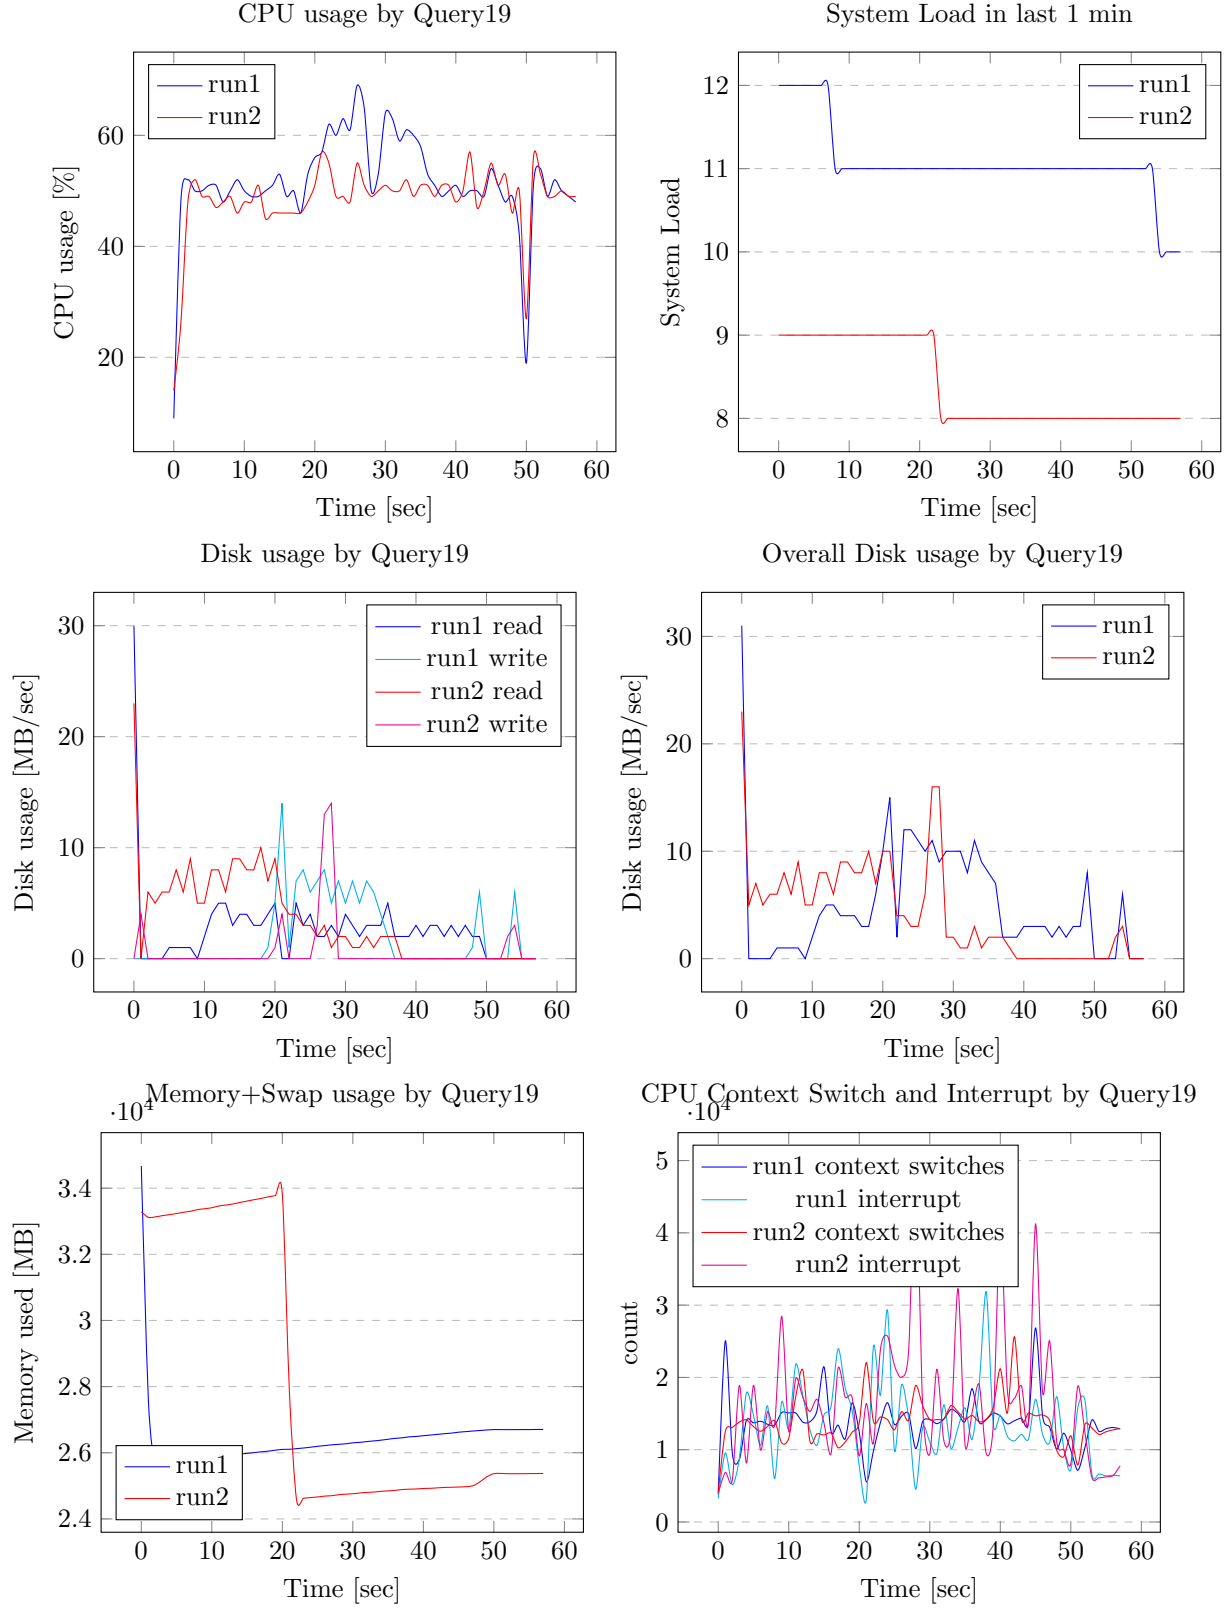 CPU usage by Query19
run1
run2
60
40
20
CPU usage [%]
0 10 20 30 40 50 60
Time [sec]
System Load in last 1 min
run1
run2
12
11
10
9
8
System Load
0 10 20 30 40 50 60
Time [sec]
Disk usage by Query19
run1 read
run1 write
run2 read
run2 write
30
20
10
0
Disk usage [MB/sec]
0 10 20 30 40 50 60
Time [sec]
Overall Disk usage by Query19
run1
run2
30
20
10
0
Disk usage [MB/sec]
0 10 20 30 40 50 60
Time [sec]
Memory+Swap usage by Query19
·10⁴
3.4
3.2
3
2.8
2.6
2.4
Memory used [MB]
run1
run2
0 10 20 30 40 50 60
Time [sec]
CPU Context Switch and Interrupt by Query19
·10⁴
run1 context switches
run1 interrupt
run2 context switches
run2 interrupt
5
4
3
2
1
0
count
0 10 20 30 40 50 60
Time [sec]